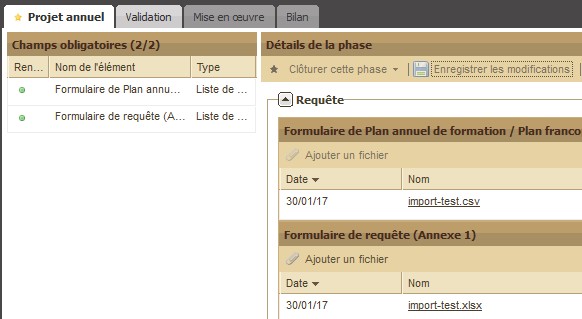 Projet annuel Validation Mise en œuvre Bilan
Champs obligatoires (2/2)
Ren... Nom de l'élément Type
Formulaire de Plan annu... Liste de ...
Formulaire de requête (A... Liste de ...
Détails de la phase
Clôturer cette phase Enregistrer les modifications
Requête
Formulaire de Plan annuel de formation / Plan franco
Ajouter un fichier
Date Nom
30/01/17 import-test.csv
Formulaire de requête (Annexe 1)
Ajouter un fichier
Date Nom
30/01/17 import-test.xlsx